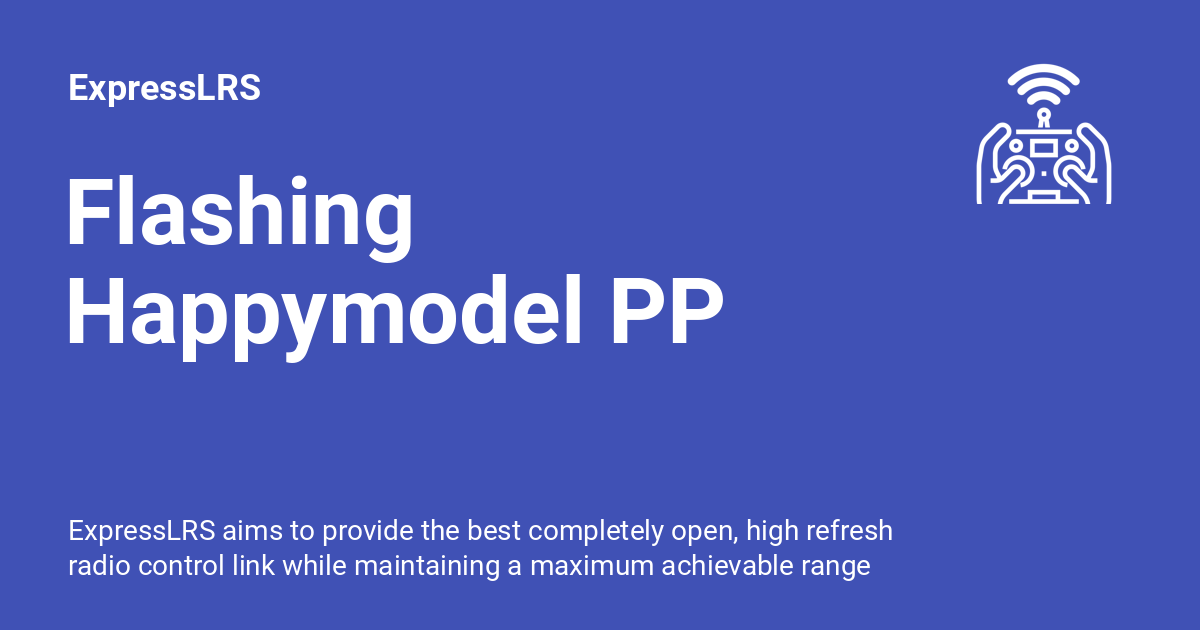 ExpressLRS
Flashing
Happymodel PP
ExpressLRS aims to provide the best completely open, high refresh
radio control link while maintaining a maximum achievable range